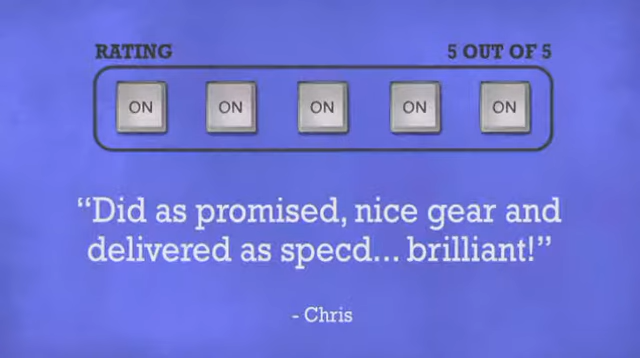 RATING 5 OUT OF 5
ON ON ON ON ON
“Did as promised, nice gear and
delivered as specd... brilliant!”
- Chris